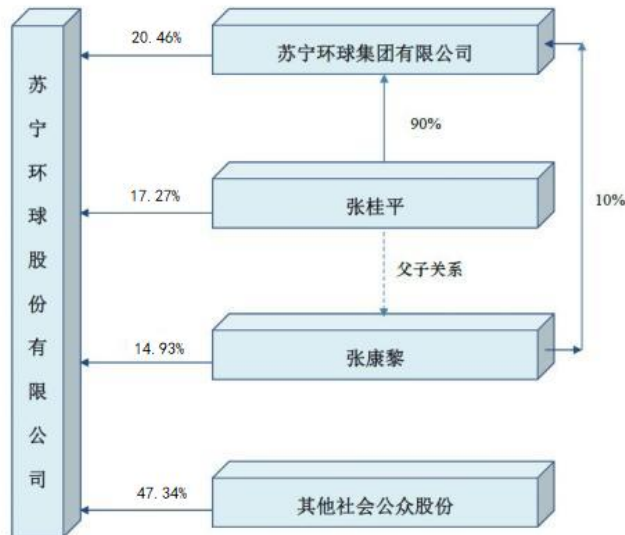 苏宁环球股份有限公司
20.46%
苏宁环球集团有限公司
90%
17.27%
张桂平
10%
父子关系
14.93%
张康黎
47.34%
其他社会公众股份